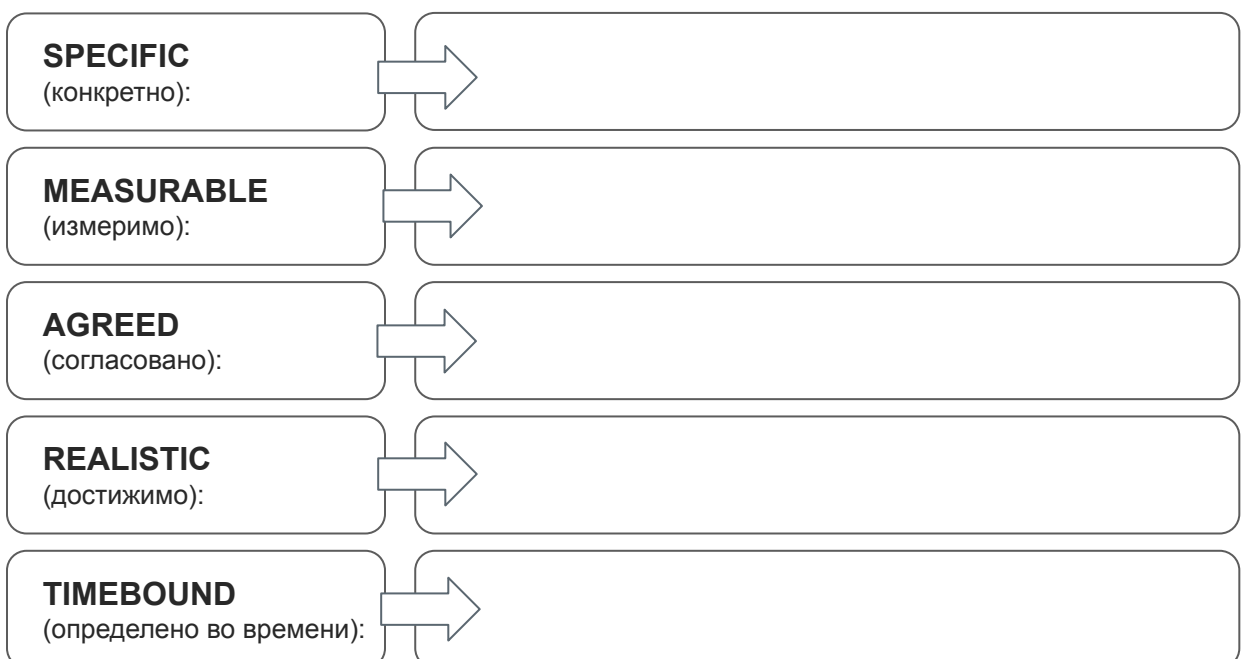 SPECIFIC
(конкретно):
MEASURABLE
(измеримо):
AGREED
(согласовано):
REALISTIC
(достижимо):
TIMEBOUND
(определено во времени):